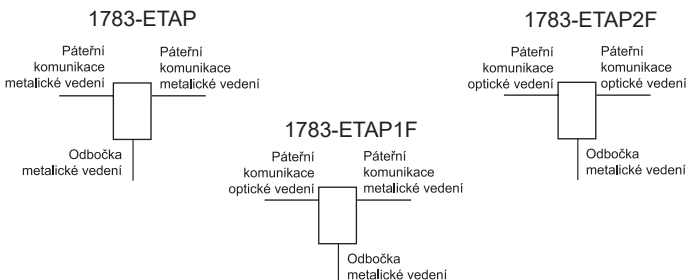 1783-ETAP
Páteřní
komunikace
metalické vedení
Páteřní
komunikace
metalické vedení
Odbočka
metalické vedení
1783-ETAP2F
Páteřní
komunikace
optické vedení
Páteřní
komunikace
optické vedení
Odbočka
metalické vedení
1783-ETAP1F
Páteřní
komunikace
optické vedení
Páteřní
komunikace
metalické vedení
Odbočka
metalické vedení